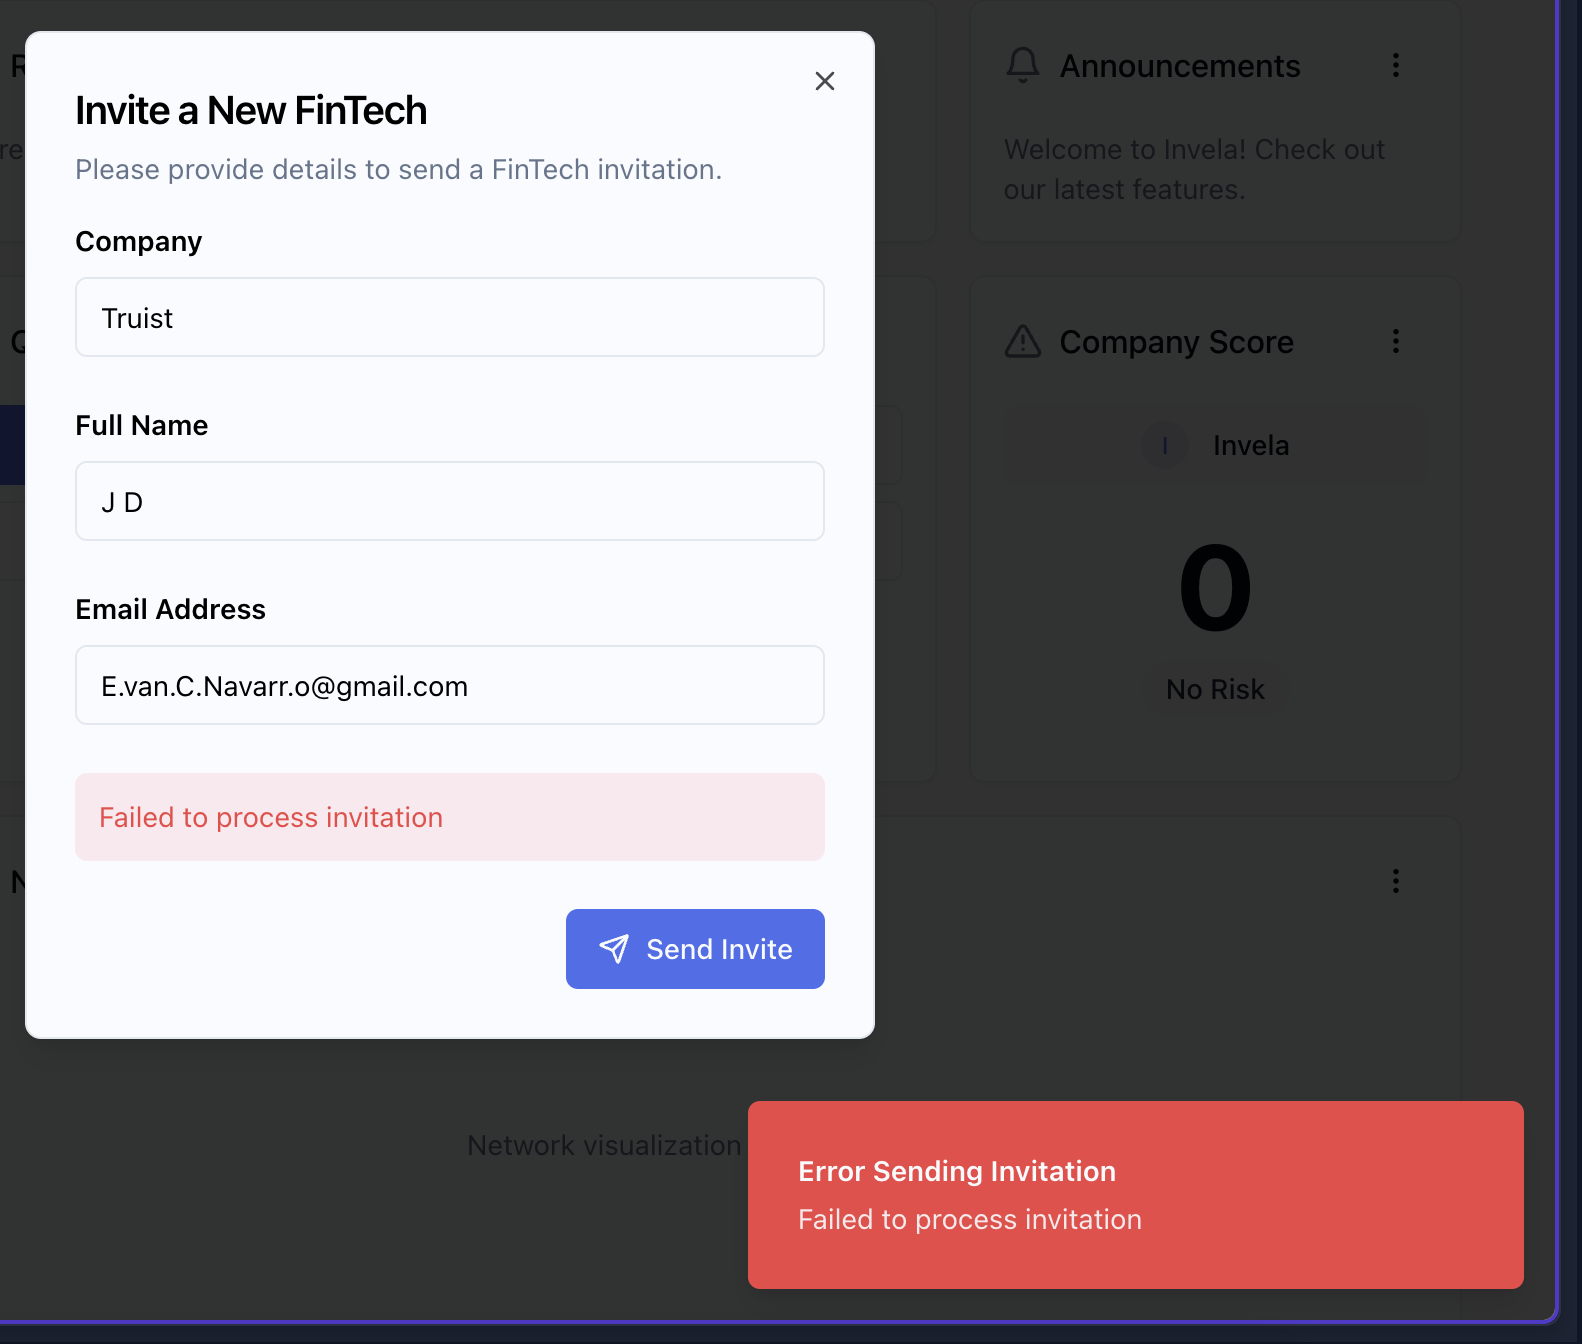 Invite a New FinTech
Please provide details to send a FinTech invitation.
Company
Truist
Full Name
J D
Email Address
E.van.C.Navarr.o@gmail.com
Failed to process invitation
Send Invite
Announcements
Welcome to Invela! Check out
our latest features.
Company Score
I Invela
0
No Risk
Network visualization
Error Sending Invitation
Failed to process invitation